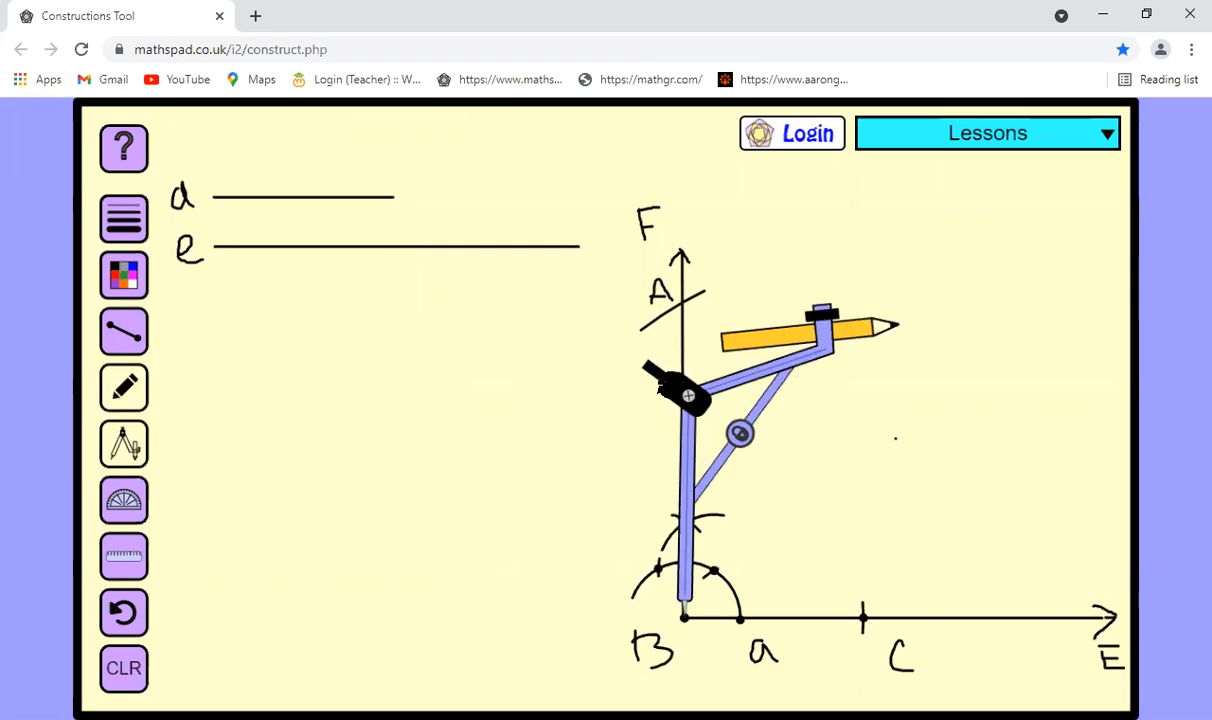 Constructions Tool
mathspad.co.uk/i2/construct.php
Apps Gmail YouTube Maps Login (Teacher) :: W... https://www.maths... https://mathgr.com/ https://www.aarong... Reading list
? Login Lessons
a
e
F
A
B a C E
CLR